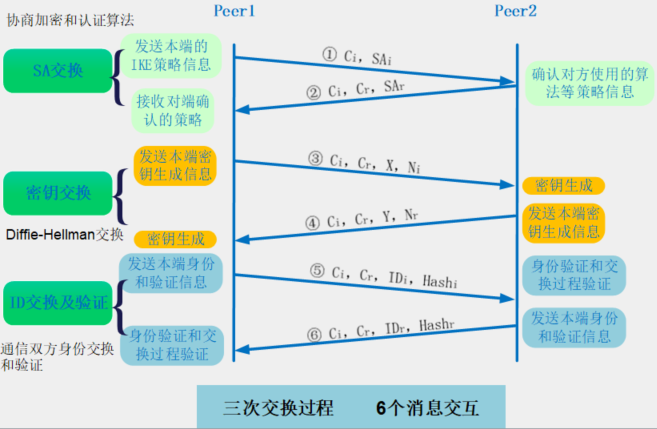 协商加密和认证算法
Peer1
Peer2
SA交换
发送本端的
IKE策略信息
① Ci, SAi
确认对方使用的算
法等策略信息
② Ci, Cr, SAr
接收对端确
认的策略
发送本端密
钥生成信息
③ Ci, Cr, X, Ni
密钥交换
密钥生成
④ Ci, Cr, Y, Nr
发送本端密
钥生成信息
Diffie-Hellman交换
密钥生成
发送本端身份
和验证信息
⑤ Ci, Cr, IDi, Hashi
身份验证和交
换过程验证
ID交换及验证
发送本端身份
和验证信息
⑥ Ci, Cr, IDr, Hashr
身份验证和交
换过程验证
通信双方身份交换
和验证
三次交换过程 6个消息交互